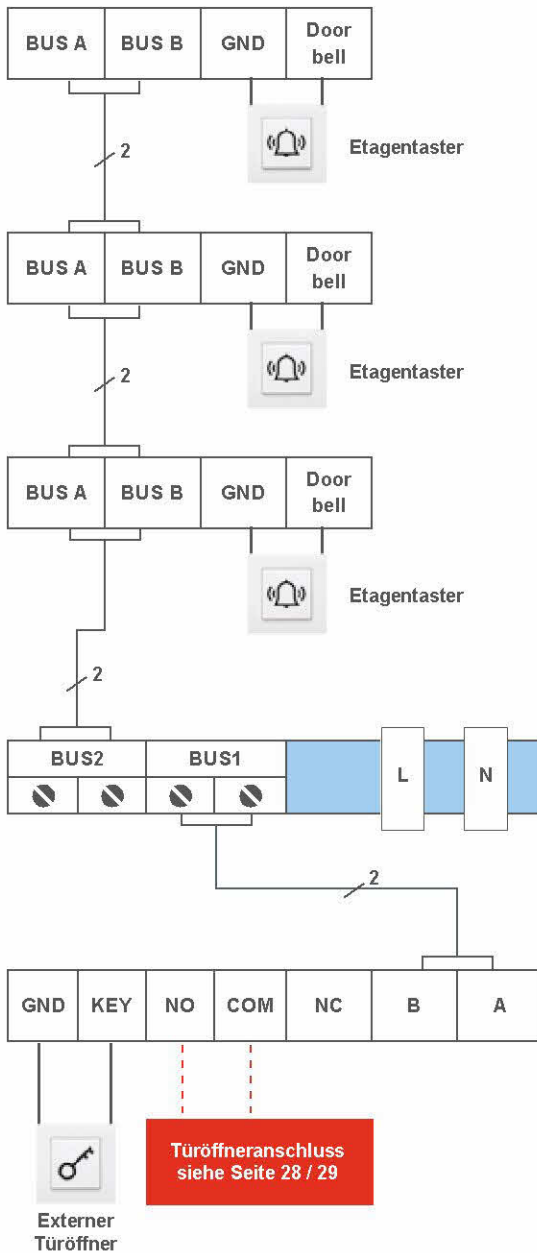 BUS A BUS B GND Door bell
Etagentaster
2
BUS A BUS B GND Door bell
Etagentaster
2
BUS A BUS B GND Door bell
Etagentaster
2
BUS2 BUS1 L N
2
GND KEY NO COM NC B A
Türöffneranschluss
siehe Seite 28 / 29
Externer
Türöffner